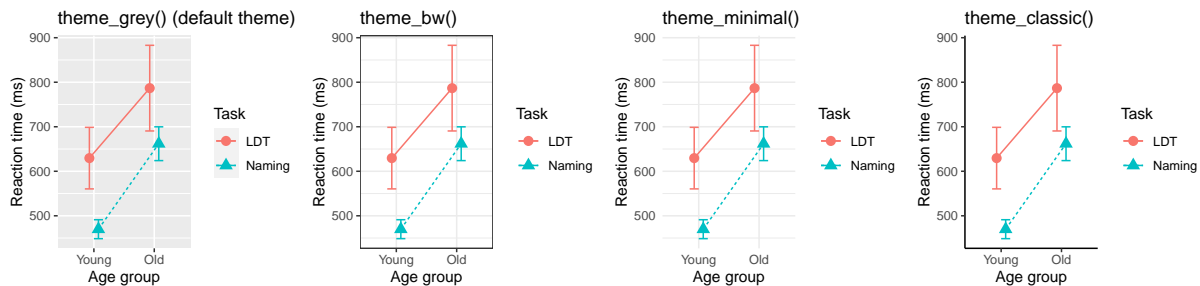 theme_grey() (default theme)
900
800
700
600
500
Reaction time (ms)
Young
Old
Age group
Task
LDT
Naming
theme_bw()
900
800
700
600
500
Reaction time (ms)
Young
Old
Age group
Task
LDT
Naming
theme_minimal()
900
800
700
600
500
Reaction time (ms)
Young
Old
Age group
Task
LDT
Naming
theme_classic()
900
800
700
600
500
Reaction time (ms)
Young
Old
Age group
Task
LDT
Naming